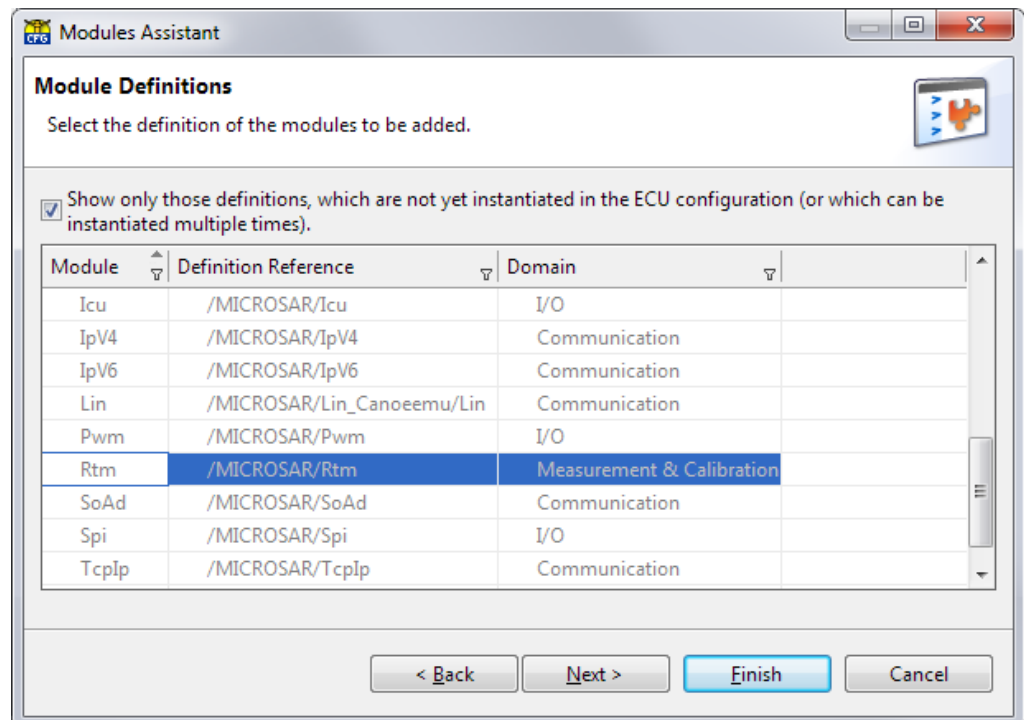 CFG Modules Assistant
Module Definitions
Select the definition of the modules to be added.
Show only those definitions, which are not yet instantiated in the ECU configuration (or which can be
instantiated multiple times).
Module Definition Reference Domain
Icu /MICROSAR/Icu I/O
IpV4 /MICROSAR/IpV4 Communication
IpV6 /MICROSAR/IpV6 Communication
Lin /MICROSAR/Lin_Canoeemu/Lin Communication
Pwm /MICROSAR/Pwm I/O
Rtm /MICROSAR/Rtm Measurement & Calibration
SoAd /MICROSAR/SoAd Communication
Spi /MICROSAR/Spi I/O
TcpIp /MICROSAR/TcpIp Communication
< Back Next > Finish Cancel